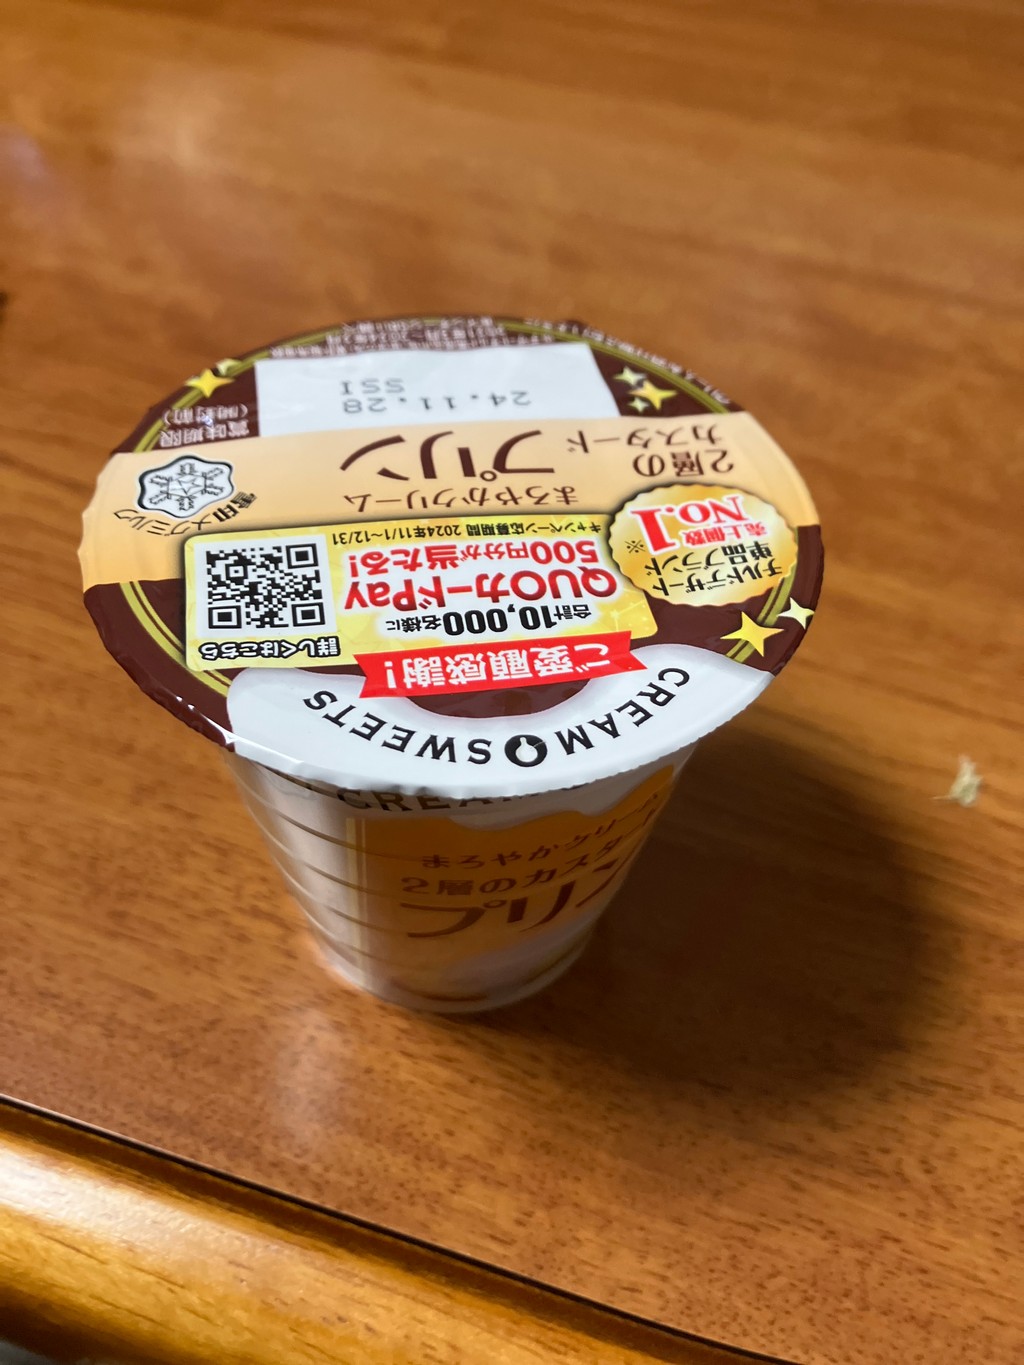 CREAM SWEETS
ご愛顧感謝!
合計10,000名様に
QUOカードPay
500円分が当たる!
キャンペーン応募期間 2024年11/1~12/31
詳しくはこちら
チルドデザート
単品ブランド
売上個数※
No.1
まろやかクリーム
2層の
カスタード
プリン
雪印メグミルク
賞味期限
(開封前)
24.11.28
SSI
まろやかクリーム
2層のカスタ
プリン